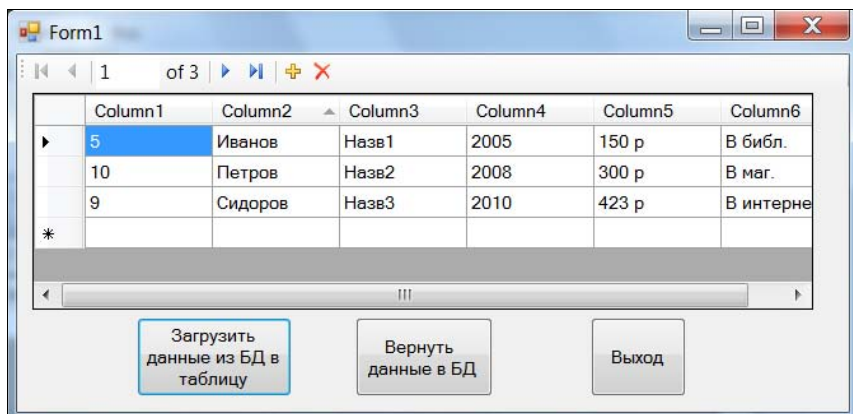 Form1
1 of 3
Column1 Column2 Column3 Column4 Column5 Column6
5 Иванов Назв1 2005 150 р В библ.
10 Петров Назв2 2008 300 р В маг.
9 Сидоров Назв3 2010 423 р В интерне
Загрузить
данные из БД в
таблицу
Вернуть
данные в БД
Выход